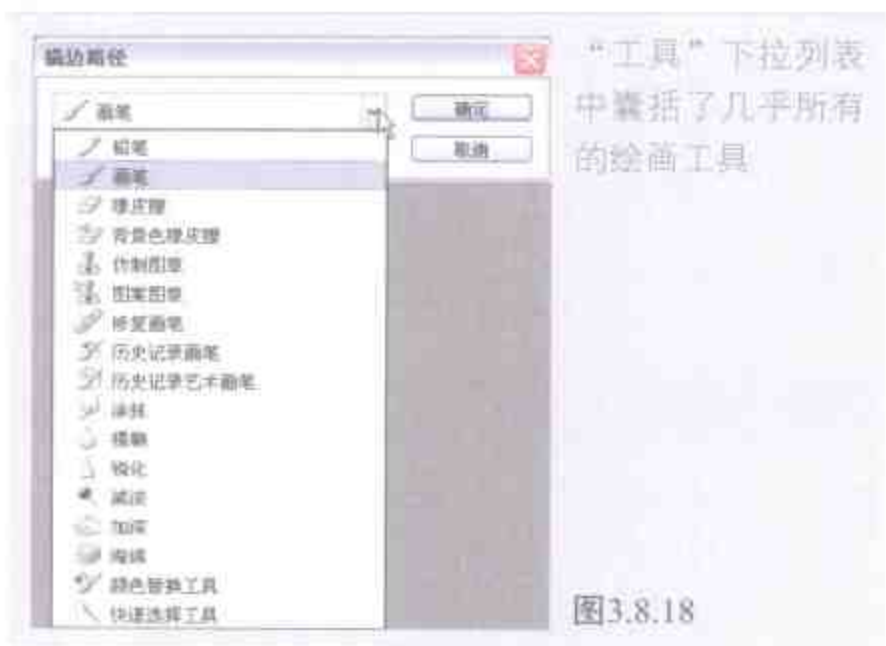 描边路径
画笔
确定
取消
铅笔
画笔
橡皮擦
背景色橡皮擦
仿制图章
图案图章
修复画笔
历史记录画笔
历史记录艺术画笔
涂抹
模糊
锐化
减淡
加深
海绵
颜色替换工具
快速选择工具
“工具”下拉列表
中囊括了几乎所有
的绘画工具
图3.8.18